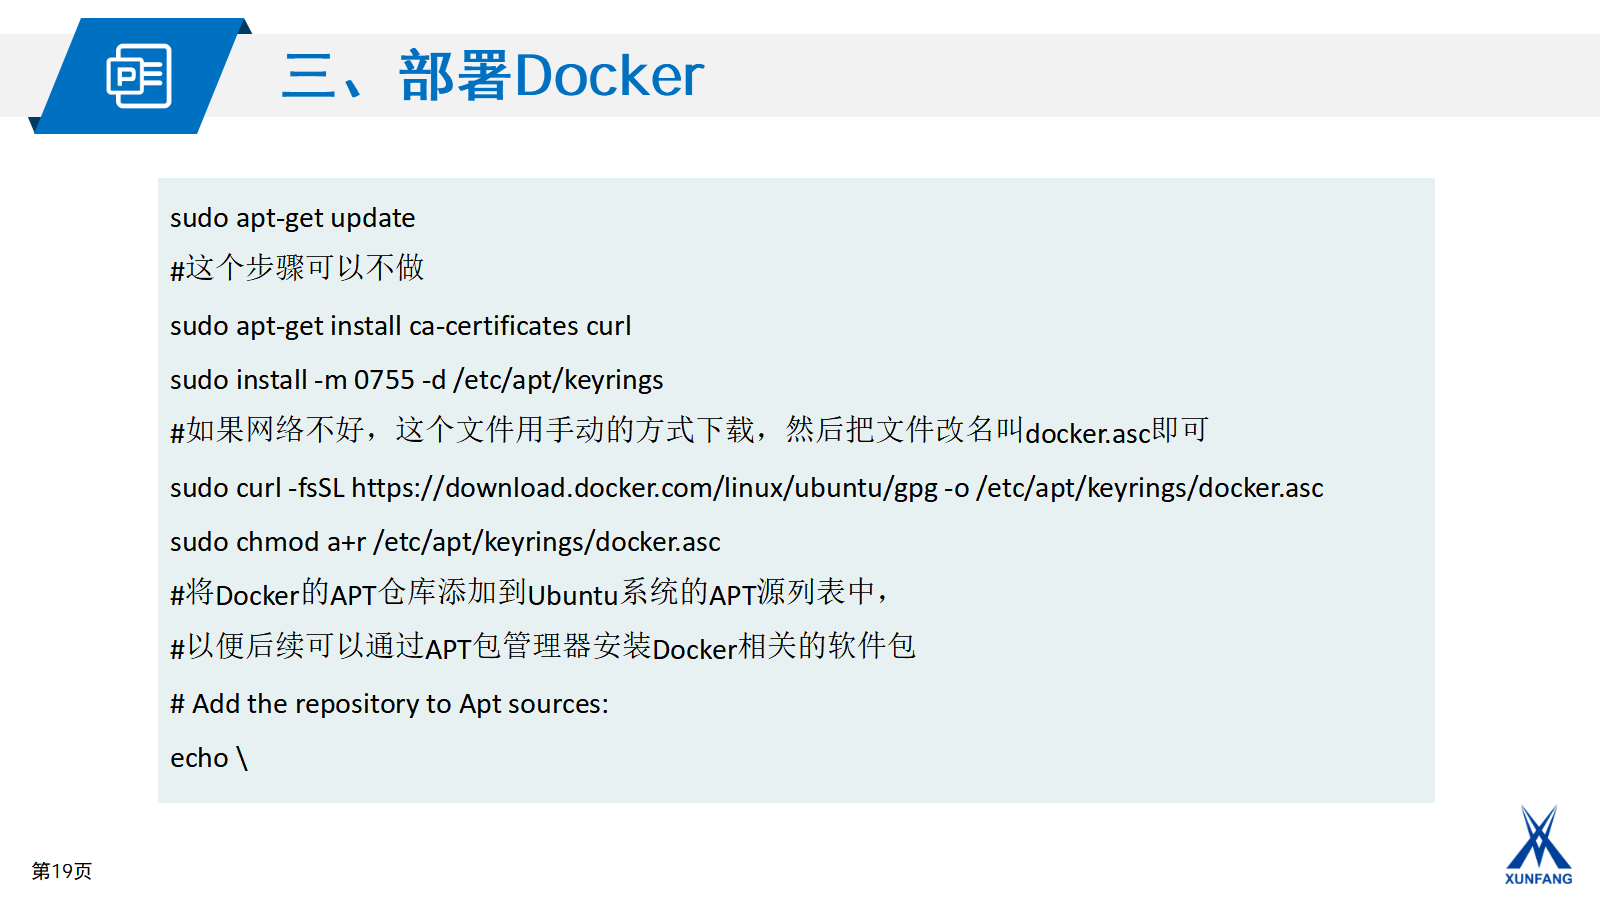 三、部署Docker
sudo apt-get update
#这个步骤可以不做
sudo apt-get install ca-certificates curl
sudo install -m 0755 -d /etc/apt/keyrings
#如果网络不好，这个文件用手动的方式下载，然后把文件改名叫docker.asc即可
sudo curl -fsSL https://download.docker.com/linux/ubuntu/gpg -o /etc/apt/keyrings/docker.asc
sudo chmod a+r /etc/apt/keyrings/docker.asc
#将Docker的APT仓库添加到Ubuntu系统的APT源列表中，
#以便后续可以通过APT包管理器安装Docker相关的软件包
# Add the repository to Apt sources:
echo \
第19页
XUNFANG